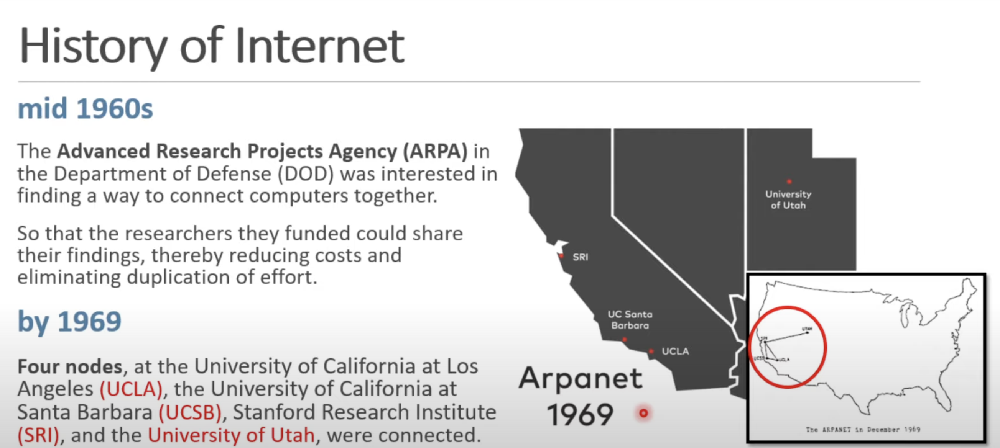 History of Internet
mid 1960s
The Advanced Research Projects Agency (ARPA) in
the Department of Defense (DOD) was interested in
finding a way to connect computers together.
So that the researchers they funded could share
their findings, thereby reducing costs and
eliminating duplication of effort.
by 1969
Four nodes, at the University of California at Los
Angeles (UCLA), the University of California at
Santa Barbara (UCSB), Stanford Research Institute
(SRI), and the University of Utah, were connected.
University
of Utah
SRI
UC Santa
Barbara
UCLA
Arpanet
1969
UTAH
SRI
UCSB
UCLA
The ARPANET in December 1969